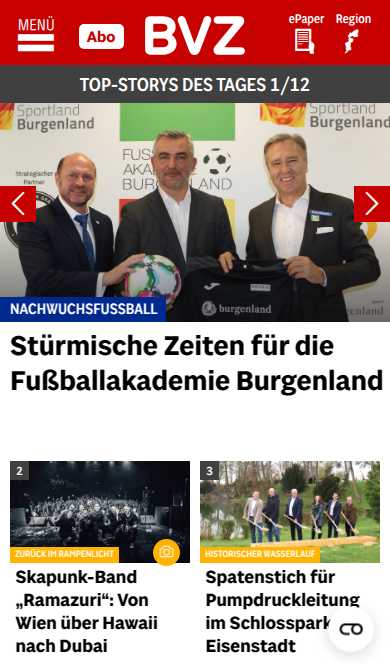 MENÜ
Abo
BVZ
ePaper
Region
TOP-STORYS DES TAGES 1/12
Sportland
Burgenland
Sportland
Burgenland
Strategischer
Partner
FUSS
AKA
BURGENLAND
burgenland
NACHWUCHSFUSSBALL
Stürmische Zeiten für die
Fußballakademie Burgenland
2
ZURÜCK IM RAMPENLICHT
Skapunk-Band
„Ramazuri“: Von
Wien über Hawaii
nach Dubai
3
HISTORISCHER WASSERLAUF
Spatenstich für
Pumpdruckleitung
im Schlosspark
Eisenstadt